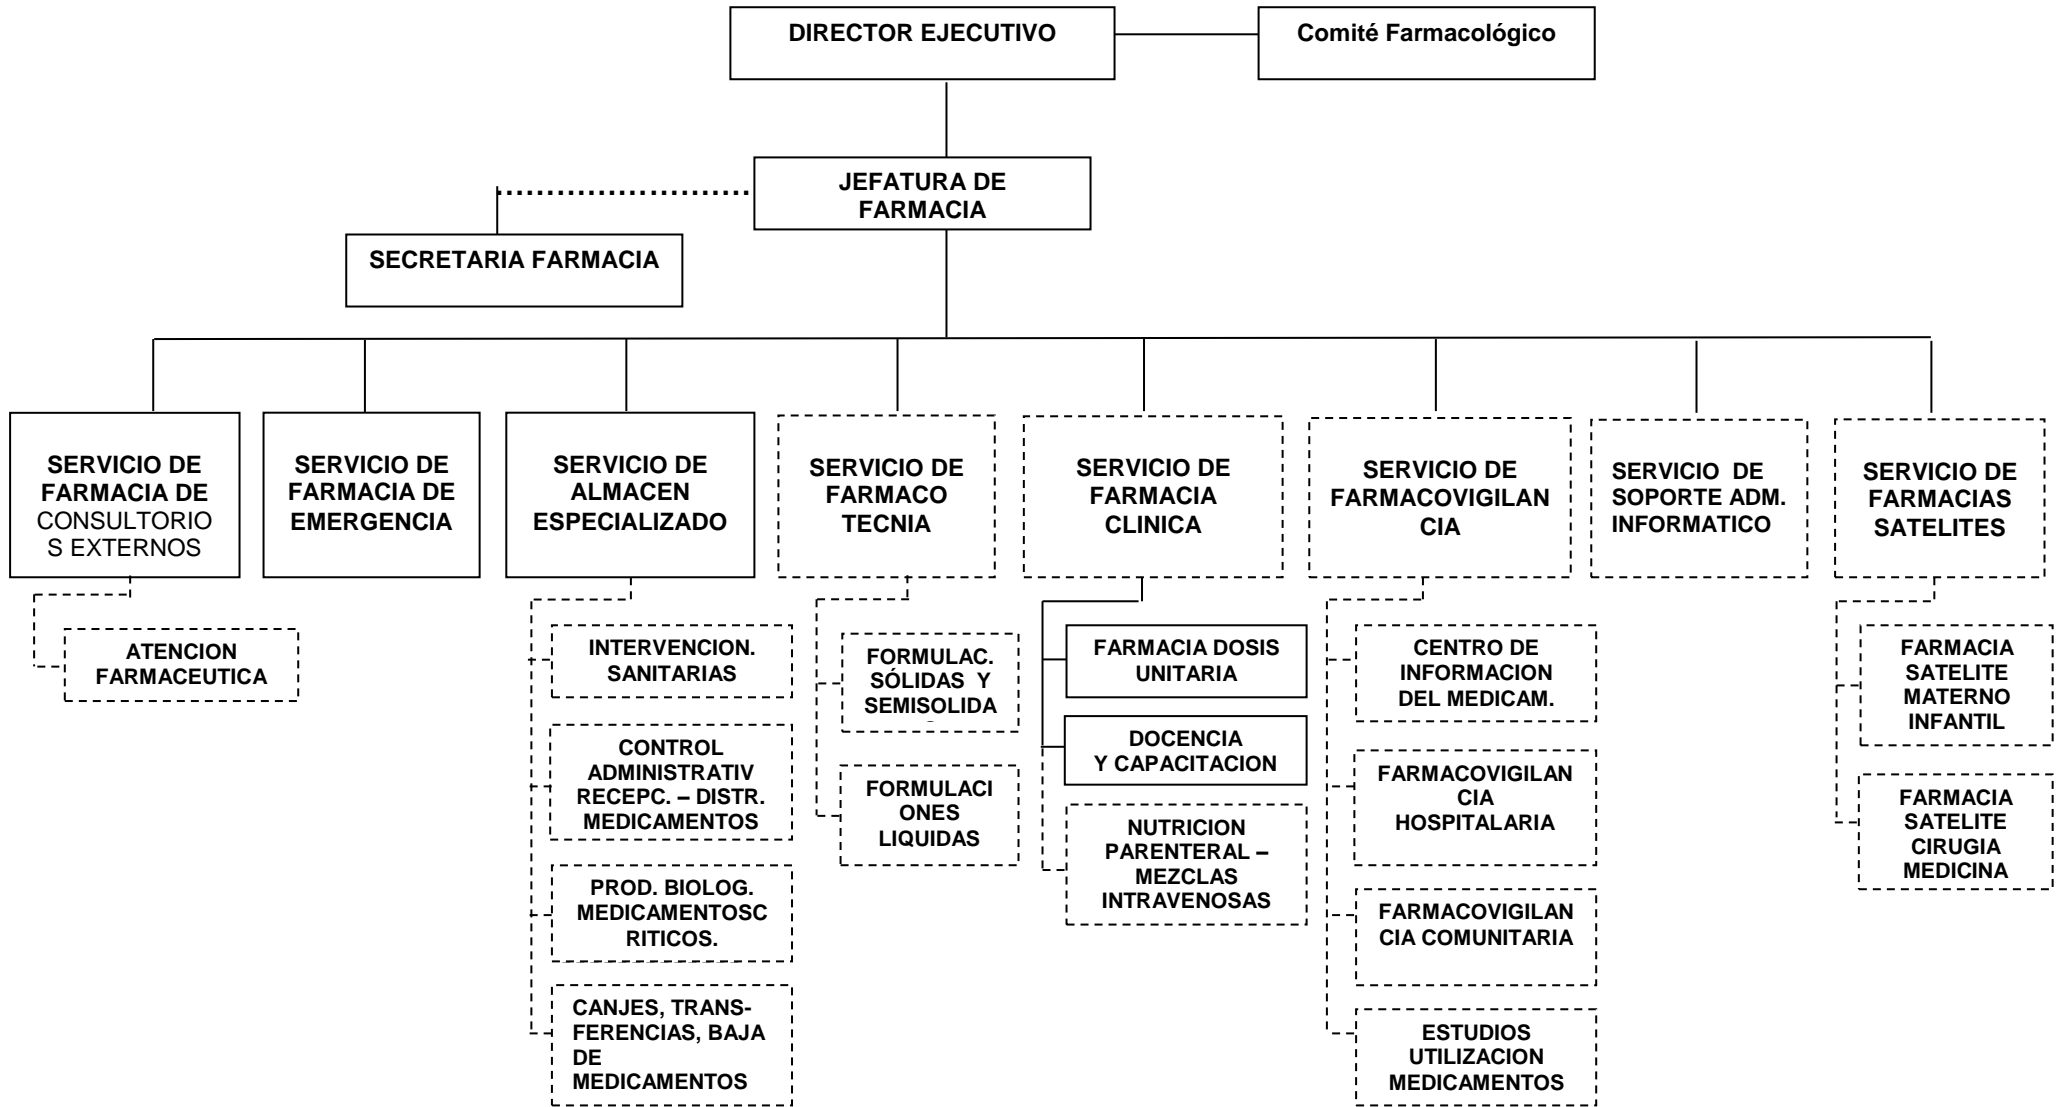 DIRECTOR EJECUTIVO
Comité Farmacológico
JEFATURA DE
FARMACIA
SECRETARIA FARMACIA
SERVICIO DE
FARMACIA DE
CONSULTORIO
S EXTERNOS
SERVICIO DE
FARMACIA DE
EMERGENCIA
SERVICIO DE
ALMACEN
ESPECIALIZADO
SERVICIO DE
FARMACO
TECNIA
SERVICIO DE
FARMACIA
CLINICA
SERVICIO DE
FARMACOVIGILAN
CIA
SERVICIO DE
SOPORTE ADM.
INFORMATICO
SERVICIO DE
FARMACIAS
SATELITES
ATENCION
FARMACEUTICA
INTERVENCION.
SANITARIAS
CONTROL
ADMINISTRATIV
RECEPC. – DISTR.
MEDICAMENTOS
PROD. BIOLOG.
MEDICAMENTOSC
RITICOS.
CANJES, TRANS-
FERENCIAS, BAJA
DE
MEDICAMENTOS
FORMULAC.
SÓLIDAS Y
SEMISOLIDA
FORMULACI
ONES
LIQUIDAS
FARMACIA DOSIS
UNITARIA
DOCENCIA
Y CAPACITACION
NUTRICION
PARENTERAL –
MEZCLAS
INTRAVENOSAS
CENTRO DE
INFORMACION
DEL MEDICAM.
FARMACOVIGILAN
CIA
HOSPITALARIA
FARMACOVIGILAN
CIA COMUNITARIA
ESTUDIOS
UTILIZACION
MEDICAMENTOS
FARMACIA
SATELITE
MATERNO
INFANTIL
FARMACIA
SATELITE
CIRUGIA
MEDICINA